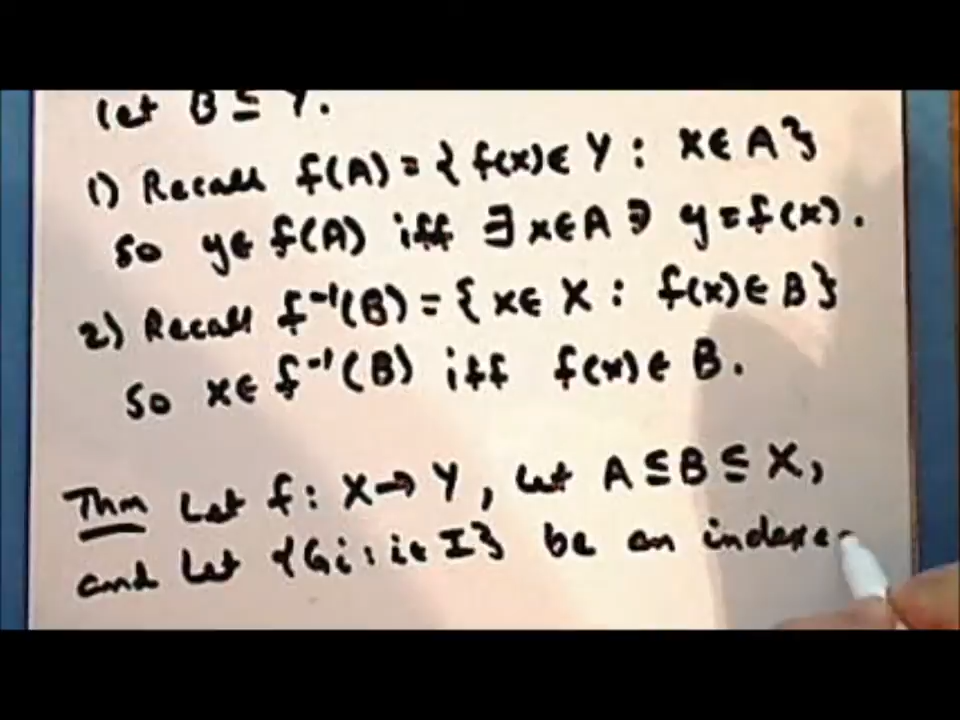 Let B ⊆ Y.
1) Recall f(A) = { f(x) ∈ Y : x ∈ A }
So y ∈ f(A) iff ∃ x ∈ A ∋ y = f(x).
2) Recall f⁻¹(B) = { x ∈ X : f(x) ∈ B }
So x ∈ f⁻¹(B) iff f(x) ∈ B.
Thm Let f : X → Y, Let A ⊆ B ⊆ X,
and Let {Gi : i ∈ I} be an indexe